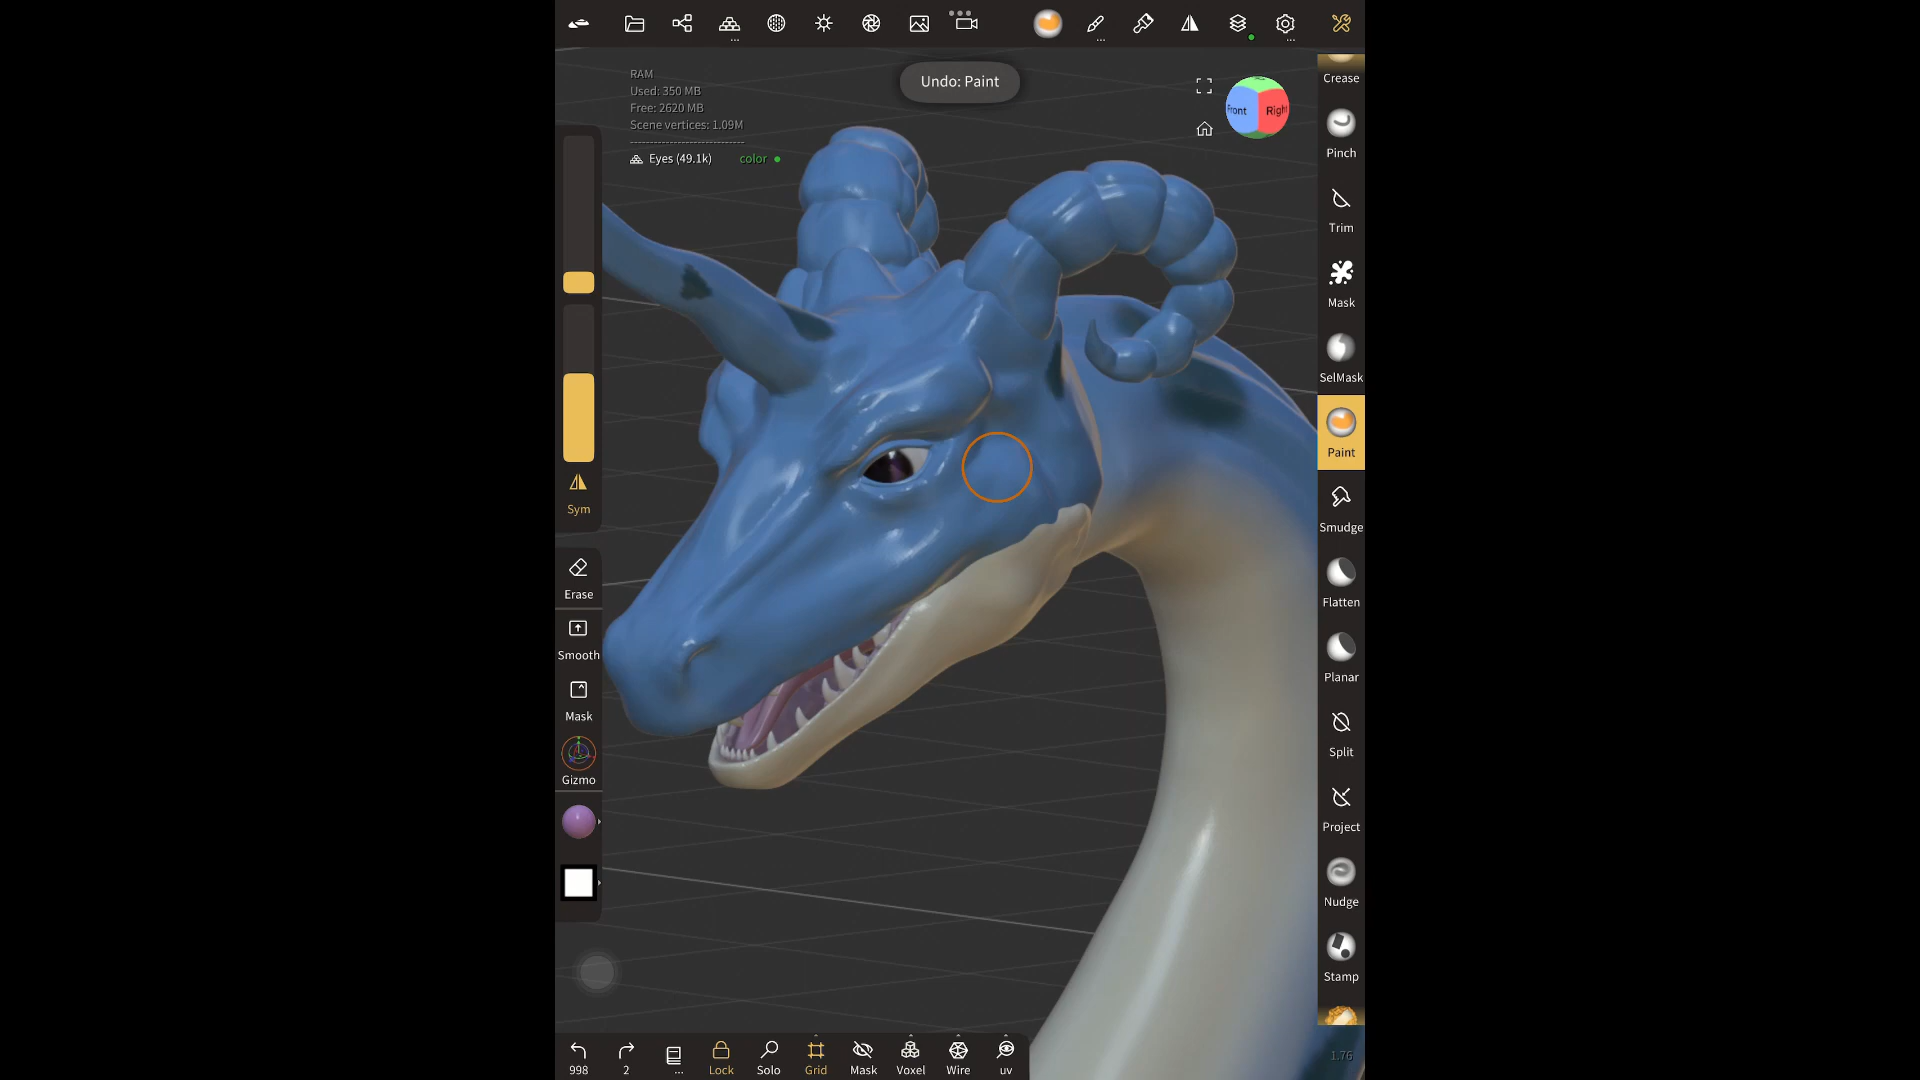 Undo: Paint
RAM
Used: 350 MB
Free: 2620 MB
Scene vertices: 1.09M
----------------------------
Eyes (49.1k) color
Front
Right
Sym
Erase
Smooth
Mask
Gizmo
Crease
Pinch
Trim
Mask
SelMask
Paint
Smudge
Flatten
Planar
Split
Project
Nudge
Stamp
1.76
998
2
...
Lock
Solo
Grid
Mask
Voxel
Wire
uv